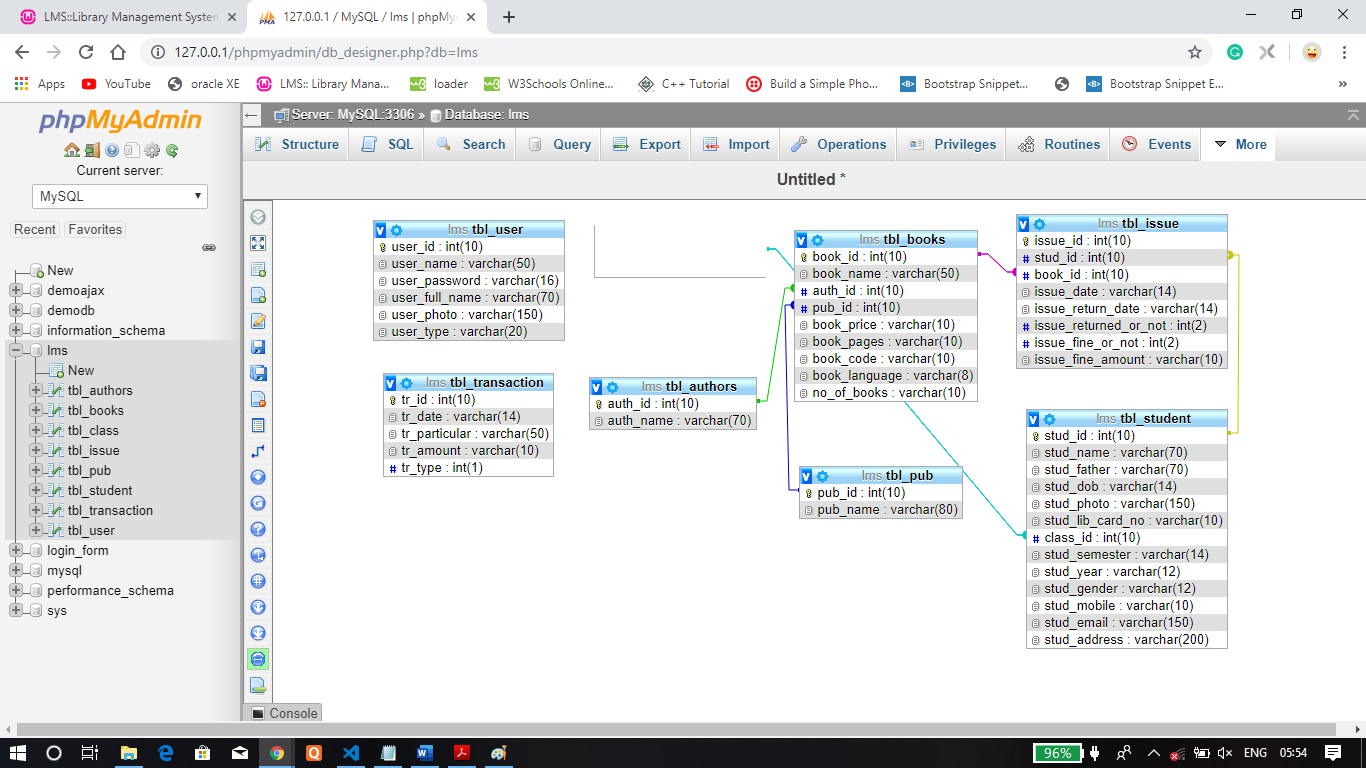 LMS::Library Management System
127.0.0.1 / MySQL / lms | phpMyA
127.0.0.1/phpmyadmin/db_designer.php?db=lms
Apps YouTube oracle XE LMS:: Library Mana... loader W3Schools Online... C++ Tutorial Build a Simple Pho... Bootstrap Snippet... Bootstrap Snippet E... »
phpMyAdmin
Current server:
MySQL
Recent Favorites
New
demoajax
demodb
information_schema
lms
New
tbl_authors
tbl_books
tbl_class
tbl_issue
tbl_pub
tbl_student
tbl_transaction
tbl_user
login_form
mysql
performance_schema
sys
Server: MySQL:3306 » Database: lms
Structure SQL Search Query Export Import Operations Privileges Routines Events More
Untitled *
lms tbl_user
user_id : int(10)
user_name : varchar(50)
user_password : varchar(16)
user_full_name : varchar(70)
user_photo : varchar(150)
user_type : varchar(20)
lms tbl_transaction
tr_id : int(10)
tr_date : varchar(14)
tr_particular : varchar(50)
tr_amount : varchar(10)
# tr_type : int(1)
lms tbl_authors
auth_id : int(10)
auth_name : varchar(70)
lms tbl_books
book_id : int(10)
book_name : varchar(50)
# auth_id : int(10)
# pub_id : int(10)
book_price : varchar(10)
book_pages : varchar(10)
book_code : varchar(10)
book_language : varchar(8)
no_of_books : varchar(10)
lms tbl_pub
pub_id : int(10)
pub_name : varchar(80)
lms tbl_issue
issue_id : int(10)
# stud_id : int(10)
# book_id : int(10)
issue_date : varchar(14)
issue_return_date : varchar(14)
# issue_returned_or_not : int(2)
# issue_fine_or_not : int(2)
issue_fine_amount : varchar(10)
lms tbl_student
stud_id : int(10)
stud_name : varchar(70)
stud_father : varchar(70)
stud_dob : varchar(14)
stud_photo : varchar(150)
stud_lib_card_no : varchar(10)
# class_id : int(10)
stud_semester : varchar(14)
stud_year : varchar(12)
stud_gender : varchar(12)
stud_mobile : varchar(10)
stud_email : varchar(150)
stud_address : varchar(200)
Console
96% ENG 05:54